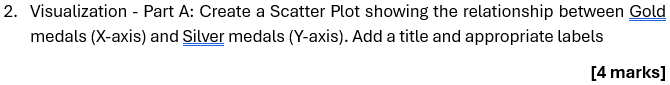 2. Visualization - Part A: Create a Scatter Plot showing the relationship between Gold
medals (X-axis) and Silver medals (Y-axis). Add a title and appropriate labels
[4 marks]